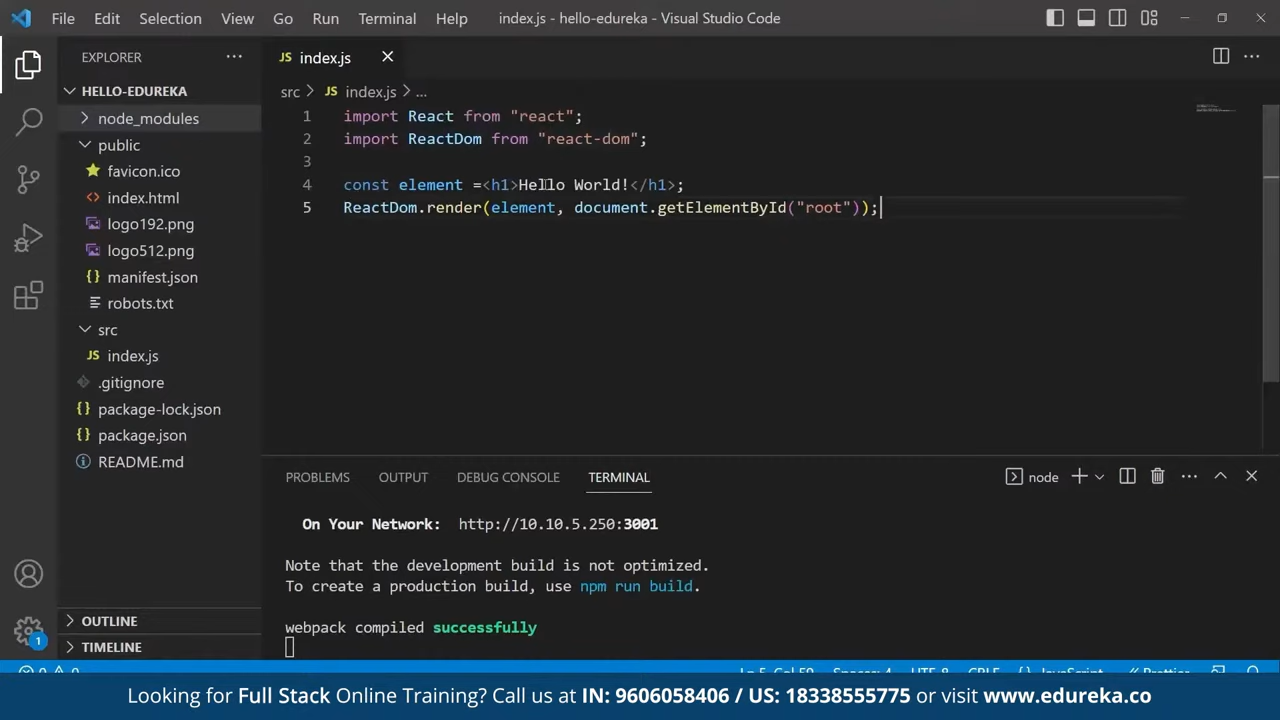 File Edit Selection View Go Run Terminal Help index.js - hello-edureka - Visual Studio Code
EXPLORER
JS index.js
HELLO-EDUREKA
src > JS index.js > ...
node_modules
public
favicon.ico
index.html
logo192.png
logo512.png
manifest.json
robots.txt
src
JS index.js
.gitignore
package-lock.json
package.json
README.md
OUTLINE
TIMELINE
1 import React from "react";
2 import ReactDom from "react-dom";
3
4 const element =<h1>Hello World!</h1>;
5 ReactDom.render(element, document.getElementById("root"));
PROBLEMS OUTPUT DEBUG CONSOLE TERMINAL node
On Your Network: http://10.10.5.250:3001
Note that the development build is not optimized.
To create a production build, use npm run build.
webpack compiled successfully
1
Looking for Full Stack Online Training? Call us at IN: 9606058406 / US: 18338555775 or visit www.edureka.co